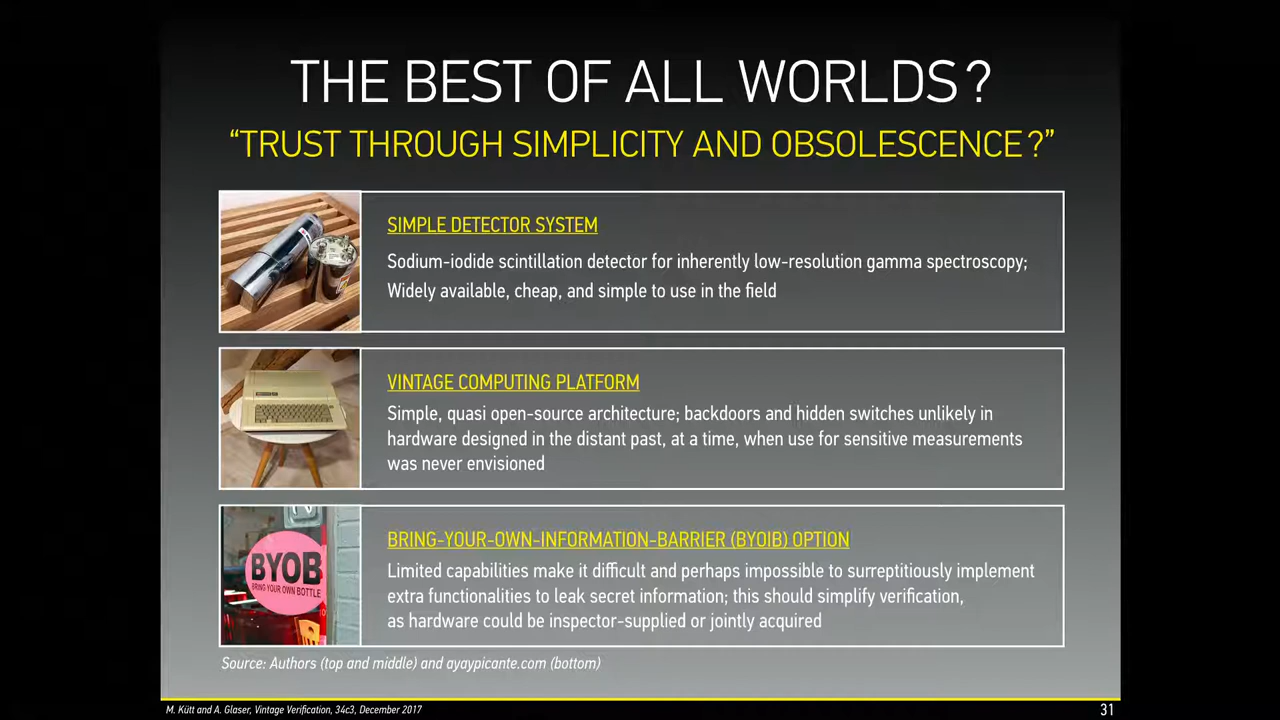 THE BEST OF ALL WORLDS?
“TRUST THROUGH SIMPLICITY AND OBSOLESCENCE?”
SIMPLE DETECTOR SYSTEM
Sodium-iodide scintillation detector for inherently low-resolution gamma spectroscopy;
Widely available, cheap, and simple to use in the field
VINTAGE COMPUTING PLATFORM
Simple, quasi open-source architecture; backdoors and hidden switches unlikely in
hardware designed in the distant past, at a time, when use for sensitive measurements
was never envisioned
BYOB
BRING YOUR OWN BOTTLE
BRING-YOUR-OWN-INFORMATION-BARRIER (BYOIB) OPTION
Limited capabilities make it difficult and perhaps impossible to surreptitiously implement
extra functionalities to leak secret information; this should simplify verification,
as hardware could be inspector-supplied or jointly acquired
Source: Authors (top and middle) and ayaypicante.com (bottom)
M. Kütt and A. Glaser, Vintage Verification, 34c3, December 2017
31